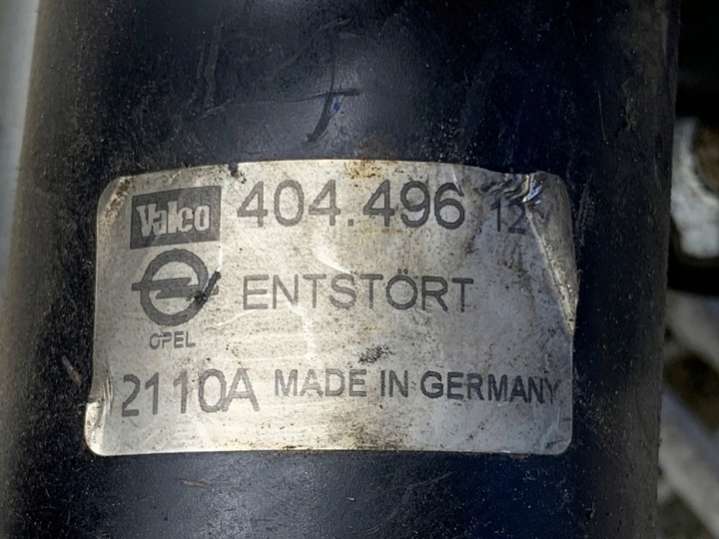 Valeo 404.496 12V
ENTSTÖRT
OPEL
2110A MADE IN GERMANY